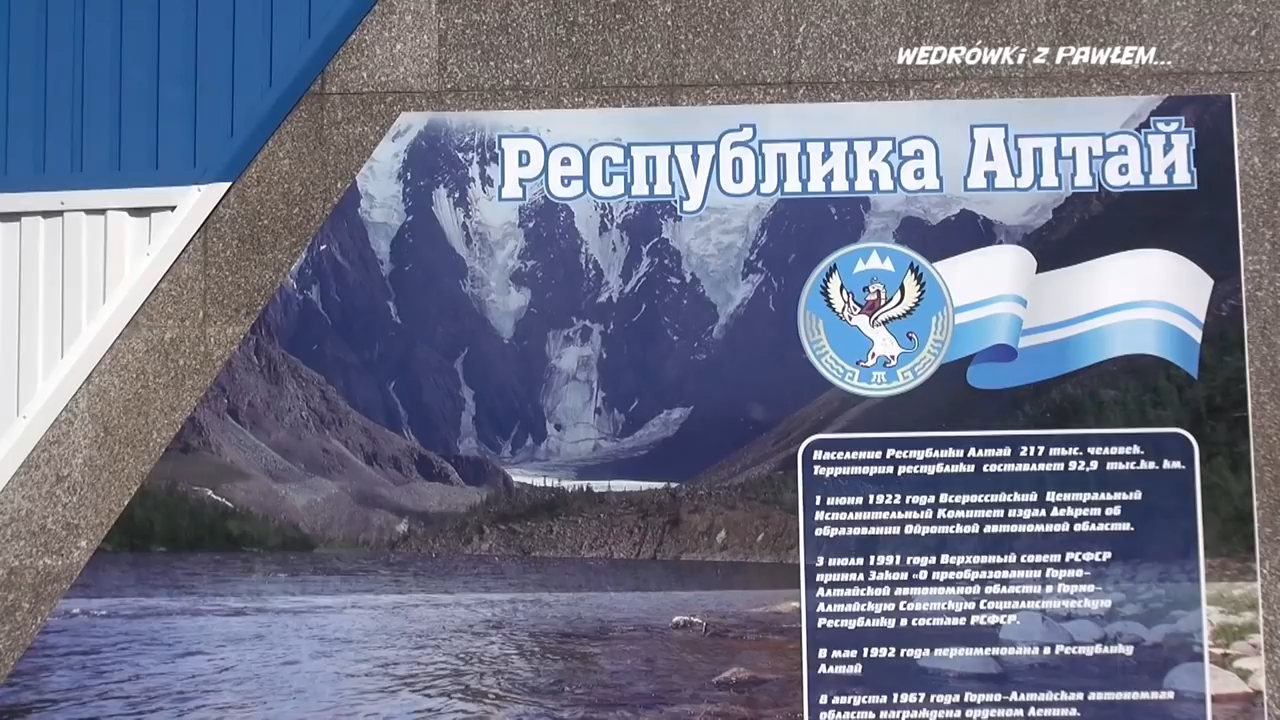 WEDRÓWKI Z PAWŁEM...
Республика Алтай
Население Республики Алтай 217 тыс. человек.
Территория республики составляет 92,9 тыс.кв. км.
1 июня 1922 года Всероссийский Центральный
Исполнительный Комитет издал Декрет об
образовании Ойротской автономной области.
3 июля 1991 года Верховный совет РСФСР
принял Закон «О преобразовании Горно-
Алтайской автономной области в Горно-
Алтайскую Советскую Социалистическую
Республику в составе РСФСР.
В мае 1992 года переименована в Республику
Алтай
8 августа 1967 года Горно-Алтайская автономная
область награждена орденом Ленина.